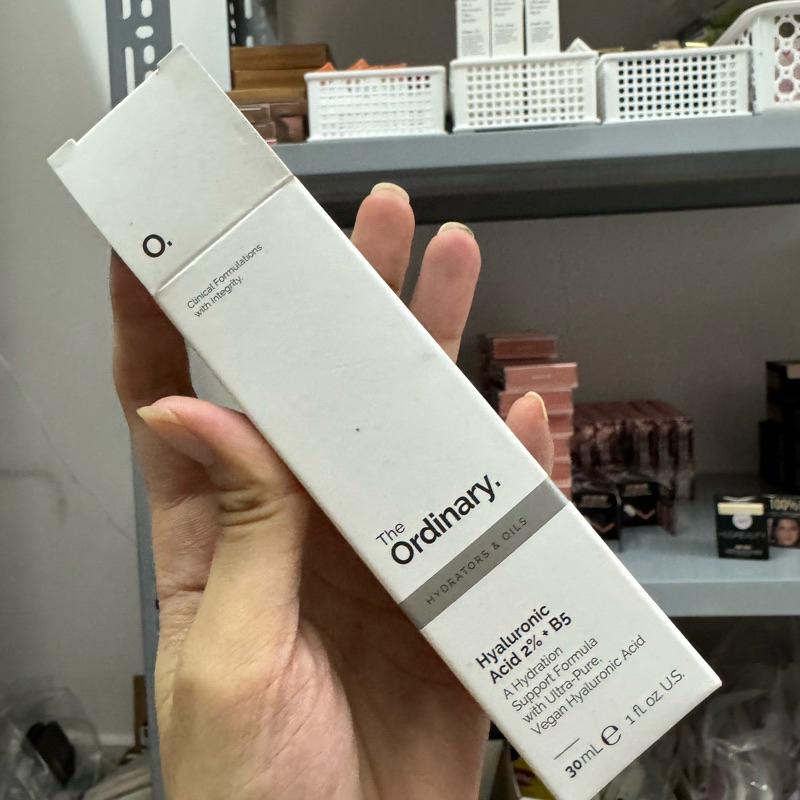 O.
Clinical Formulations
with Integrity.
The
Ordinary.
HYDRATORS & OILS
Hyaluronic
Acid 2% + B5
A Hydration
Support Formula
with Ultra-Pure,
Vegan Hyaluronic Acid
30mL ℮ 1 fl oz U.S.
100%